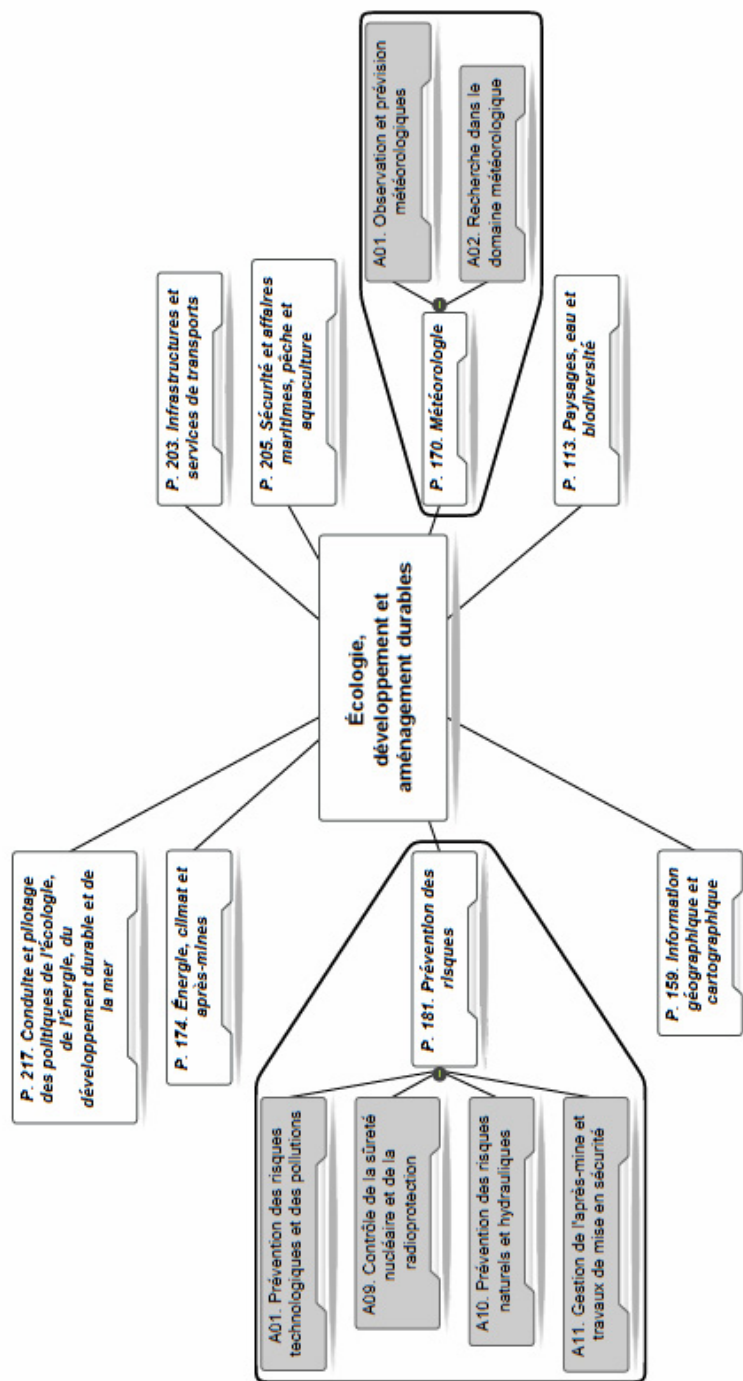 P. 217. Conduite et pilotage
des politiques de l'écologie,
de l'énergie, du
développement durable et de
la mer
P. 174. Énergie, climat et
après-mines
A01. Prévention des risques
technologiques et des pollutions
A09. Contrôle de la sûreté
nucléaire et de la
radioprotection
A10. Prévention des risques
naturels et hydrauliques
A11. Gestion de l'après-mine et
travaux de mise en sécurité
P. 181. Prévention des
risques
P. 159. Information
géographique et
cartographique
Écologie,
développement et
aménagement durables
P. 203. Infrastructures et
services de transports
P. 205. Sécurité et affaires
maritimes, pêche et
aquaculture
P. 170. Météorologie
A01. Observation et prévision
météorologiques
A02. Recherche dans le
domaine météorologique
P. 113. Paysages, eau et
biodiversité